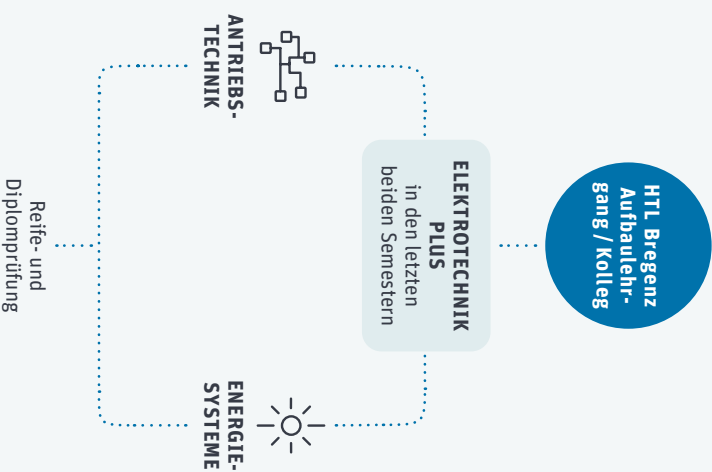 HTL Bregenz
Aufbaulehr-
gang / Kolleg
ELEKTROTECHNIK
PLUS
in den letzten
beiden Semestern
ANTRIEBS-
TECHNIK
ENERGIE-
SYSTEME
Reife- und
Diplomprüfung